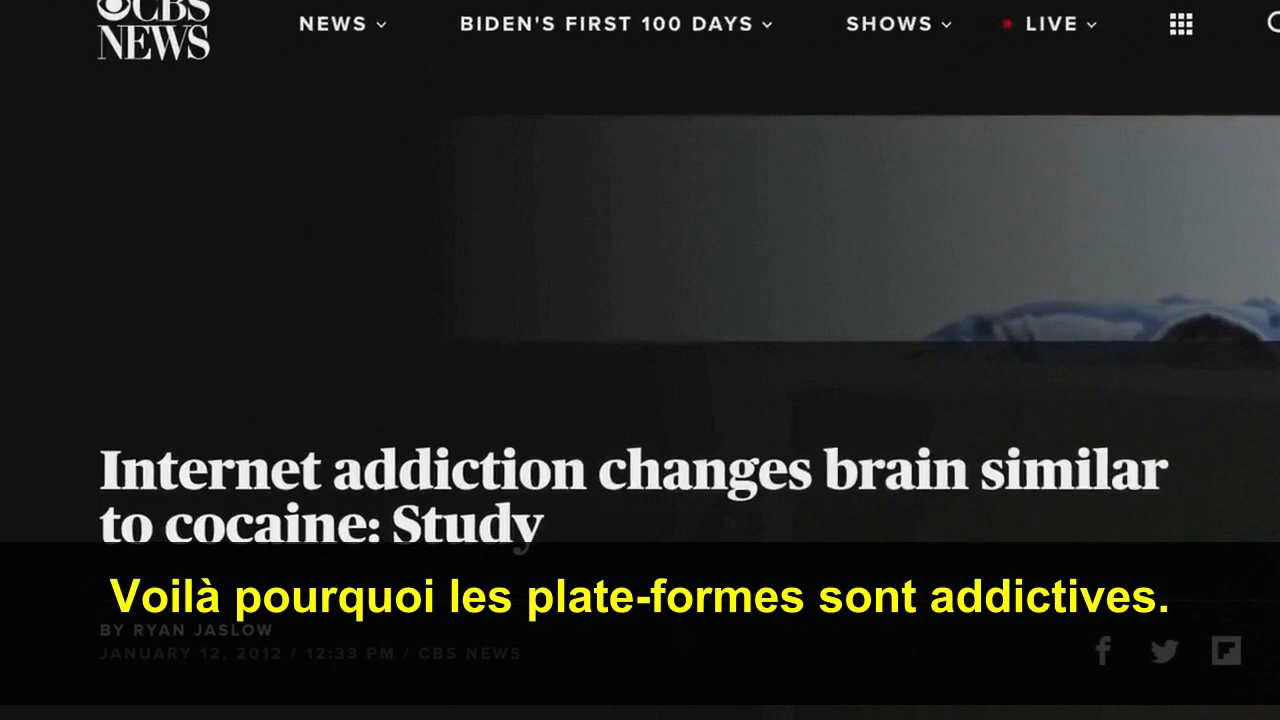 CBS
NEWS
NEWS
BIDEN'S FIRST 100 DAYS
SHOWS
LIVE
Internet addiction changes brain similar
to cocaine: Study
Voilà pourquoi les plate-formes sont addictives.
BY RYAN JASLOW
JANUARY 12, 2012 / 12:33 PM / CBS NEWS